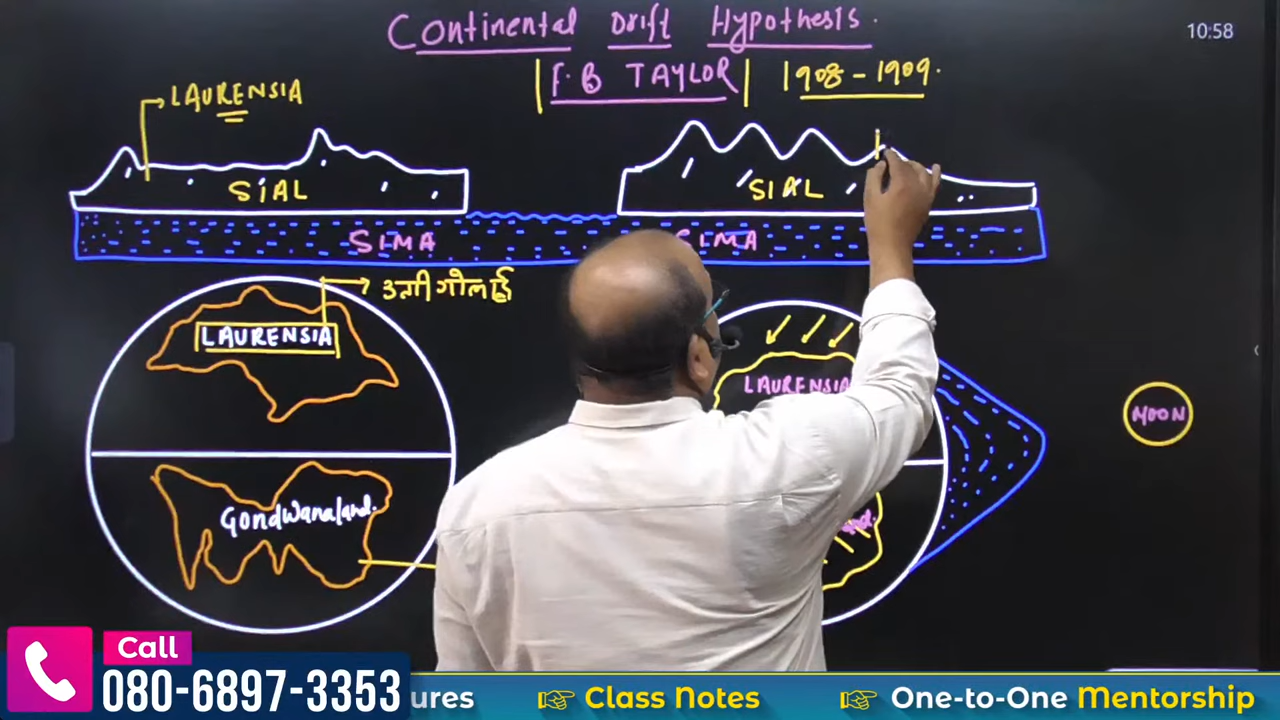 Continental Drift Hypothesis.
10:58
F. B TAYLOR 1908 - 1909.
LAURENSIA
SIAL
SIAL
SIMA
SIMA
उत्तरी गोलार्द्ध
LAURENSIA
LAURENSIA
MOON
Gondwanaland.
Call
080-6897-3353
Class Notes
One-to-One Mentorship